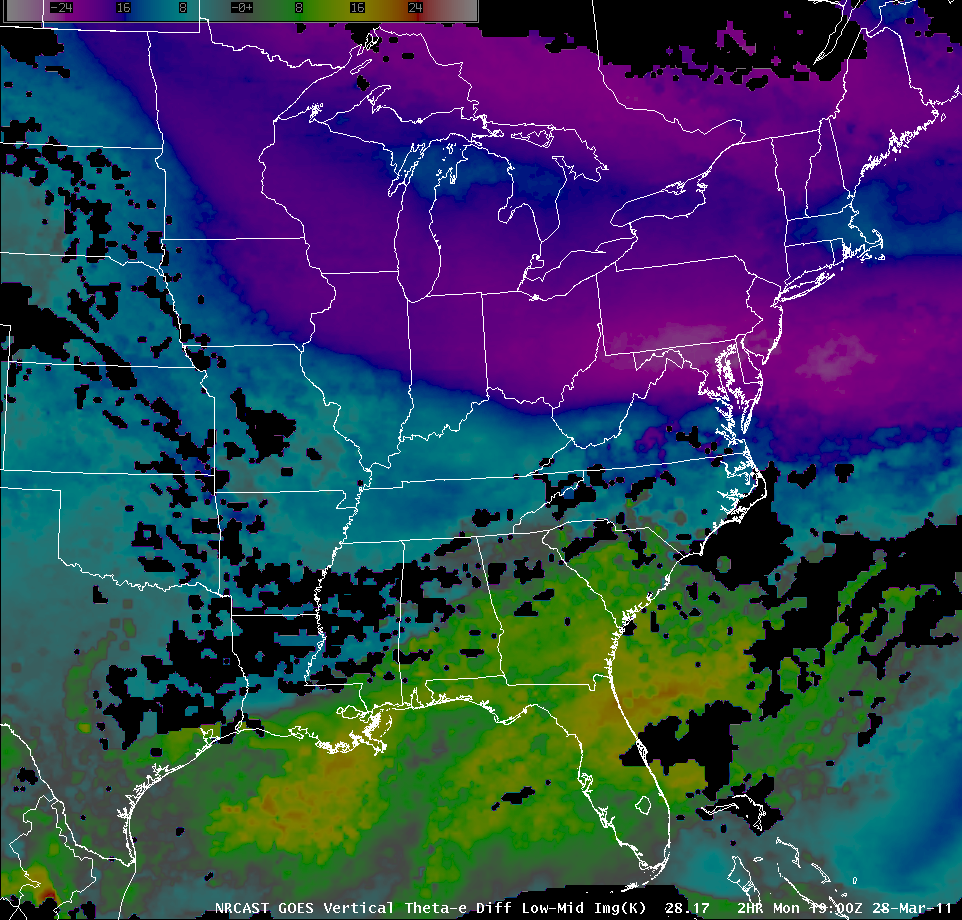 -24 16 8 -0+ 8 16 24
NRCAST GOES Vertical Theta-e Diff Low-Mid Img(K) 28.17 2HR Mon 19:00Z 28-Mar-11